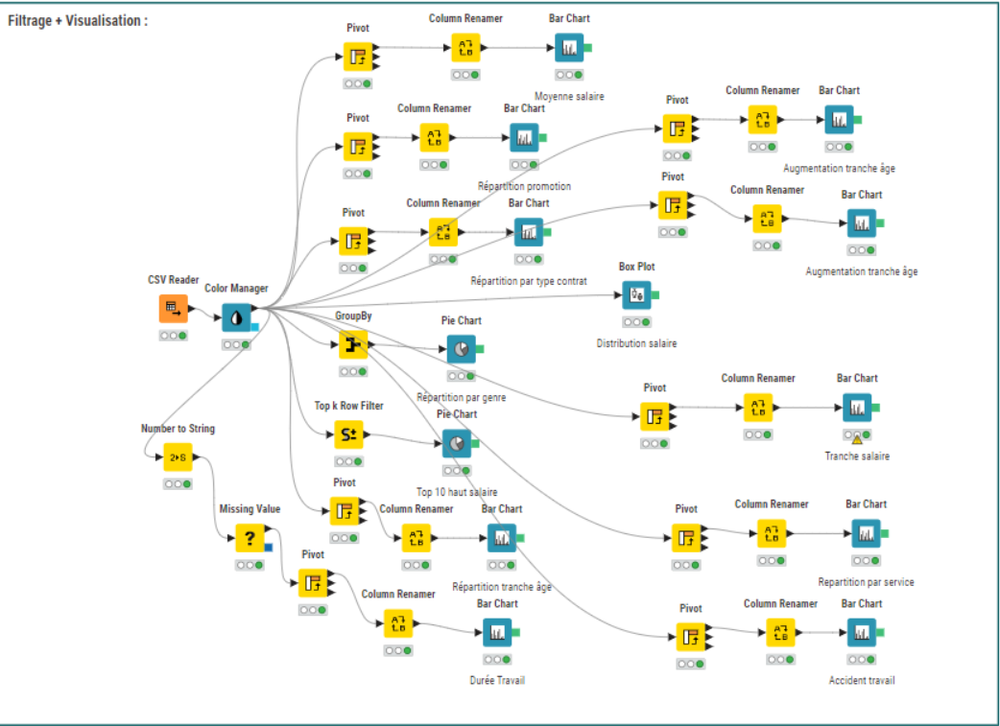 Filtrage + Visualisation :
Pivot
Column Renamer
Bar Chart
Moyenne salaire
Pivot
Column Renamer
Bar Chart
Répartition promotion
Pivot
Column Renamer
Bar Chart
Augmentation tranche âge
Pivot
Column Renamer
Bar Chart
Répartition par type contrat
Pivot
Column Renamer
Bar Chart
Augmentation tranche âge
CSV Reader
Color Manager
Box Plot
Distribution salaire
GroupBy
Pie Chart
Répartition par genre
Top k Row Filter
Pie Chart
Top 10 haut salaire
Pivot
Column Renamer
Bar Chart
Tranche salaire
Number to String
Missing Value
Pivot
Column Renamer
Bar Chart
Répartition tranche âge
Pivot
Column Renamer
Bar Chart
Repartition par service
Pivot
Column Renamer
Bar Chart
Durée Travail
Pivot
Column Renamer
Bar Chart
Accident travail